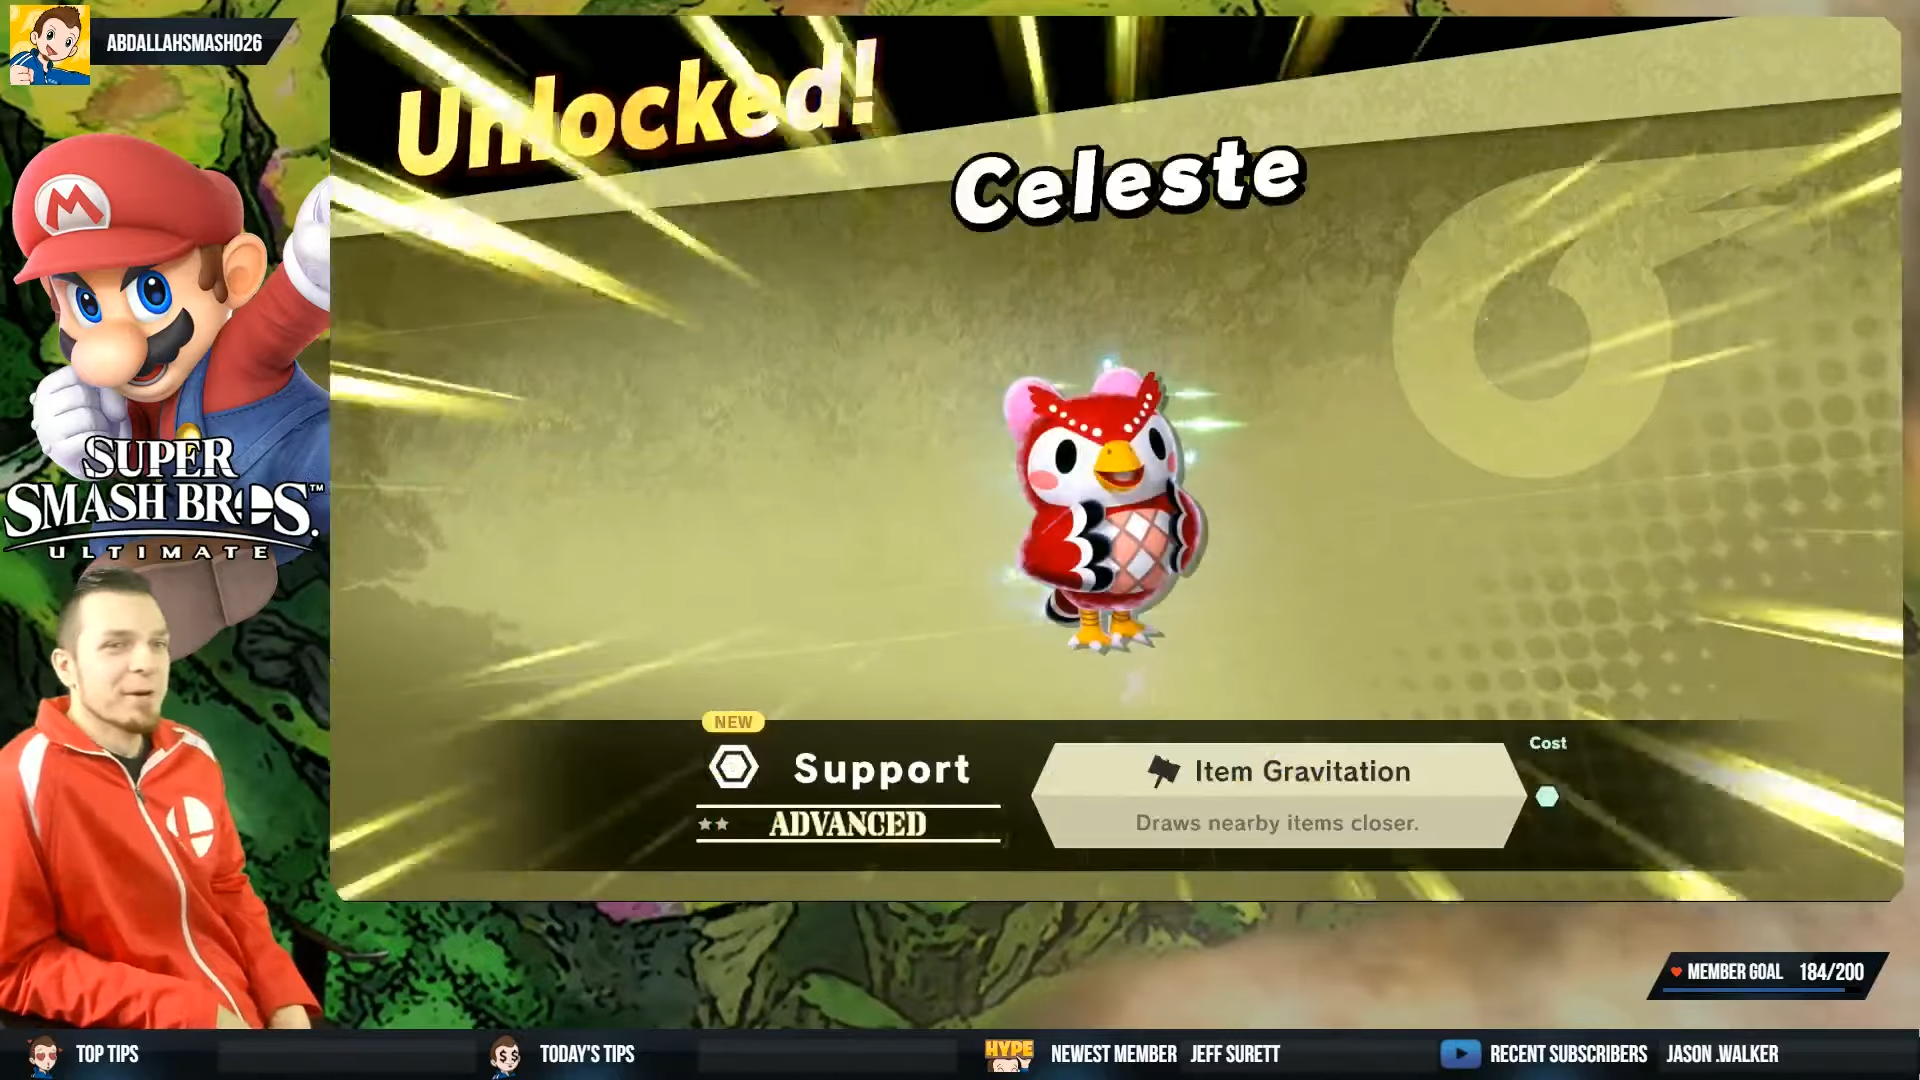 ABDALLAHSMASH026
Unlocked!
Celeste
M
SUPER
SMASH BROS.™
ULTIMATE
NEW
Support
ADVANCED
Item Gravitation
Draws nearby items closer.
Cost
MEMBER GOAL 184/200
TOP TIPS
TODAY'S TIPS
HYPE
NEWEST MEMBER JEFF SURETT
RECENT SUBSCRIBERS JASON .WALKER